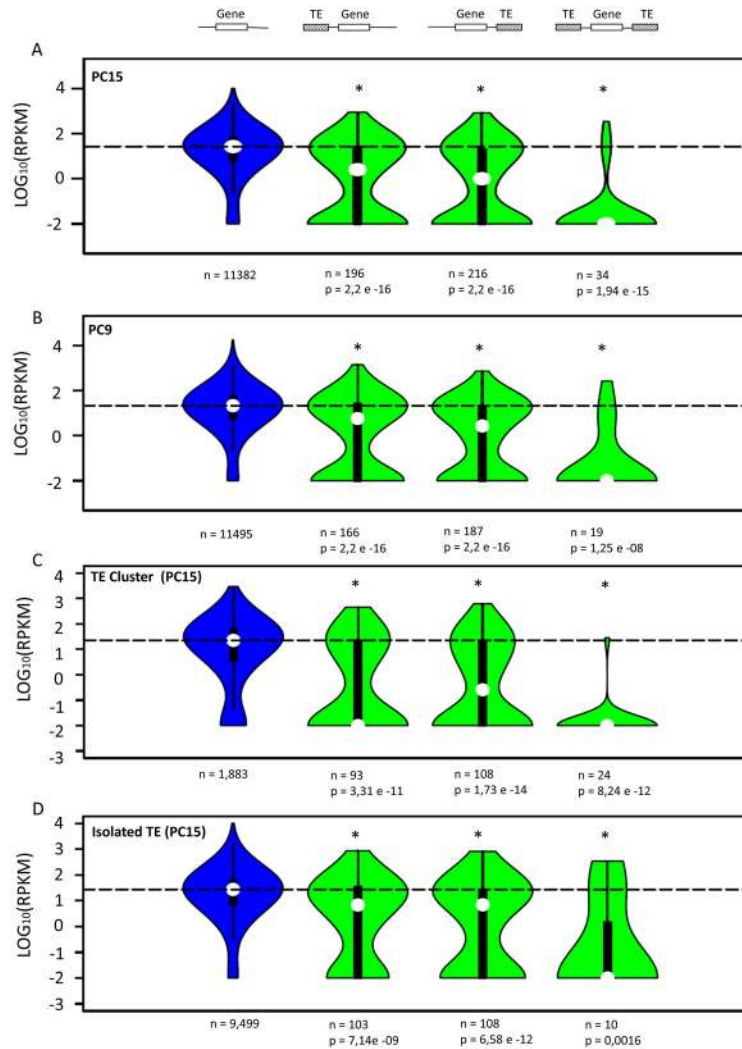 Gene TE Gene Gene TE TE Gene TE
A
PC15
* * *
LOG10(RPKM)
4
2
0
-2
n = 11382 n = 196 n = 216 n = 34
p = 2,2 e -16 p = 2,2 e -16 p = 1,94 e -15
B
PC9
* * *
LOG10(RPKM)
4
2
0
-2
n = 11495 n = 166 n = 187 n = 19
p = 2,2 e -16 p = 2,2 e -16 p = 1,25 e -08
C
TE Cluster (PC15)
* * *
LOG10(RPKM)
4
3
2
1
0
-1
-2
-3
n = 1,883 n = 93 n = 108 n = 24
p = 3,31 e -11 p = 1,73 e -14 p = 8,24 e -12
D
Isolated TE (PC15)
* * *
LOG10(RPKM)
4
3
2
1
0
-1
-2
-3
n = 9,499 n = 103 n = 108 n = 10
p = 7,14e -09 p = 6,58 e -12 p = 0,0016